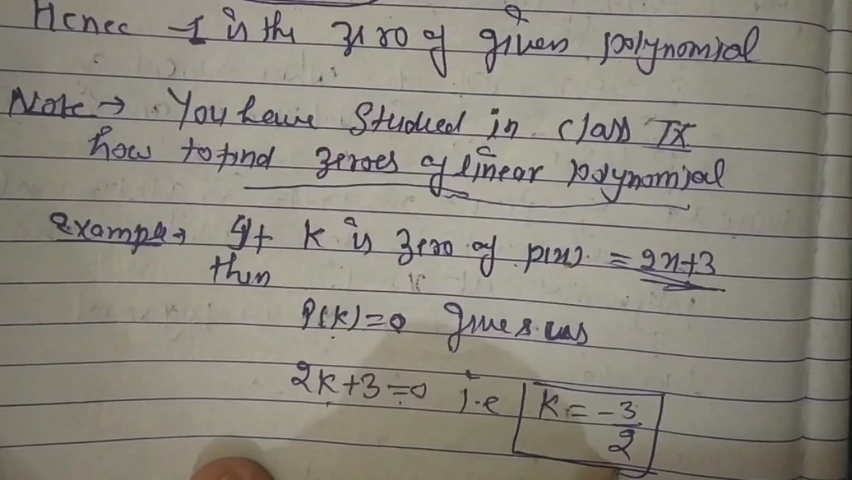 Hence -1 is the zero of given polynomial
Note → You have Studied in class IX
how to find zeroes of linear polynomial
Example → If K is zero of p(x) = 2x+3
then
P(K)=0 gives us
2K+3=0 i.e K = -3/2